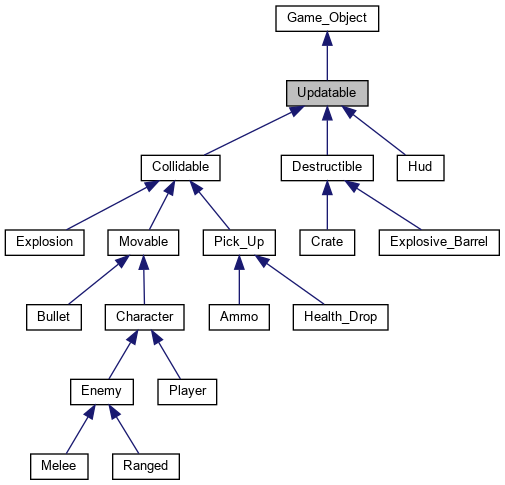 Game_Object
Updatable
Collidable
Destructible
Hud
Explosion
Movable
Pick_Up
Crate
Explosive_Barrel
Bullet
Character
Ammo
Health_Drop
Enemy
Player
Melee
Ranged